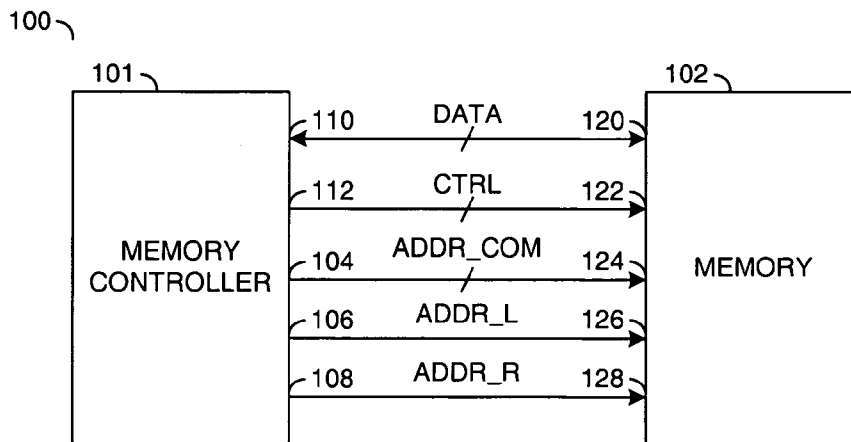 100
101
102
110 DATA 120
112 CTRL 122
MEMORY CONTROLLER
104 ADDR_COM 124
MEMORY
106 ADDR_L 126
108 ADDR_R 128